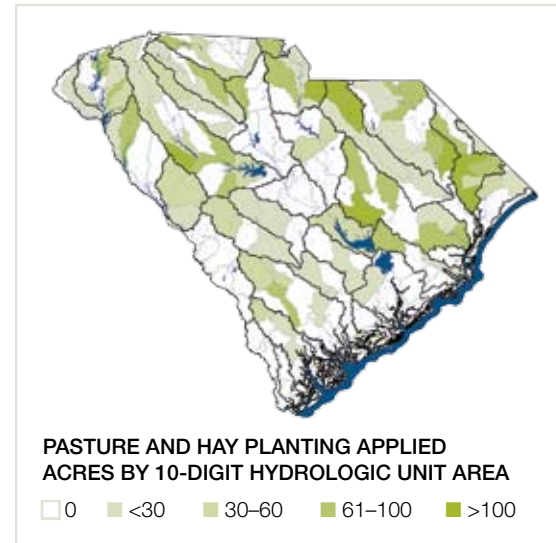 PASTURE AND HAY PLANTING APPLIED
ACRES BY 10-DIGIT HYDROLOGIC UNIT AREA
0 <30 30–60 61–100 >100